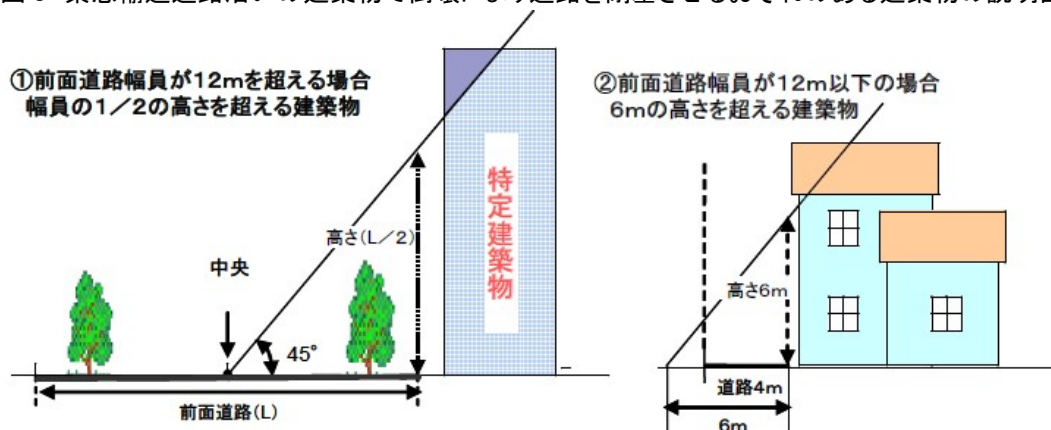 ①前面道路幅員が12mを超える場合
幅員の1/2の高さを超える建築物
②前面道路幅員が12m以下の場合
6mの高さを超える建築物
特定建築物
高さ(L/2)
中央
45°
前面道路(L)
高さ6m
道路4m
6m